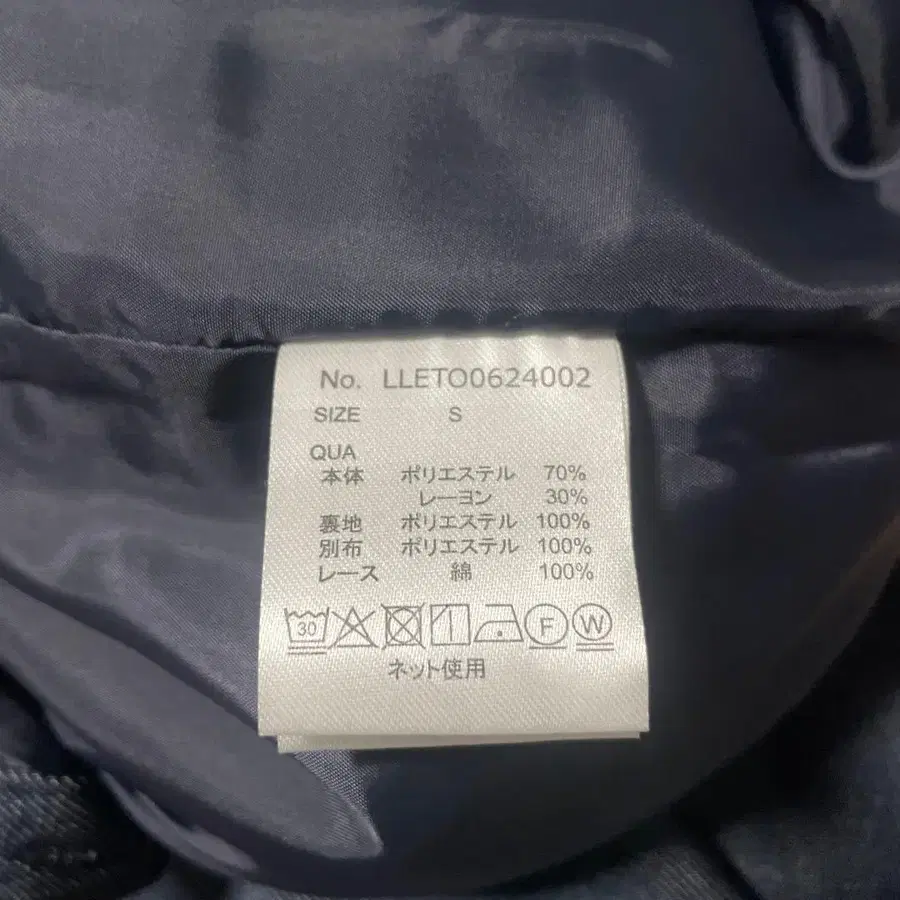 No. LLETO0624002
SIZE S
QUA
本体 ポリエステル 70%
レーヨン 30%
裏地 ポリエステル 100%
別布 ポリエステル 100%
レース 綿 100%
30 F W
ネット使用